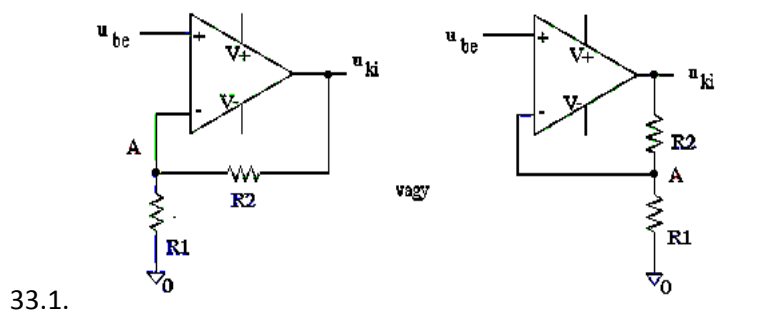 u be
+
V+
V-
-
u ki
A
R2
R1
0
vagy
u be
+
V+
V-
-
u ki
R2
A
R1
0
33.1.